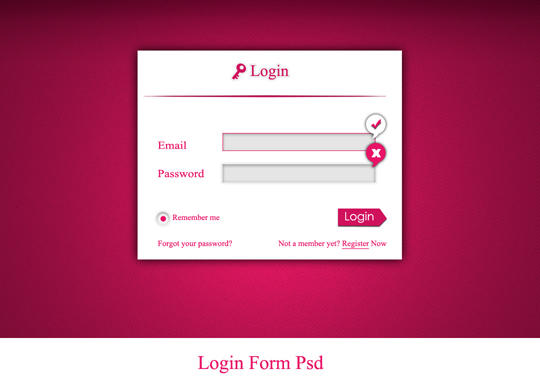 Login
Email
Password
Remember me
Login
Forgot your password?
Not a member yet? Register Now
Login Form Psd